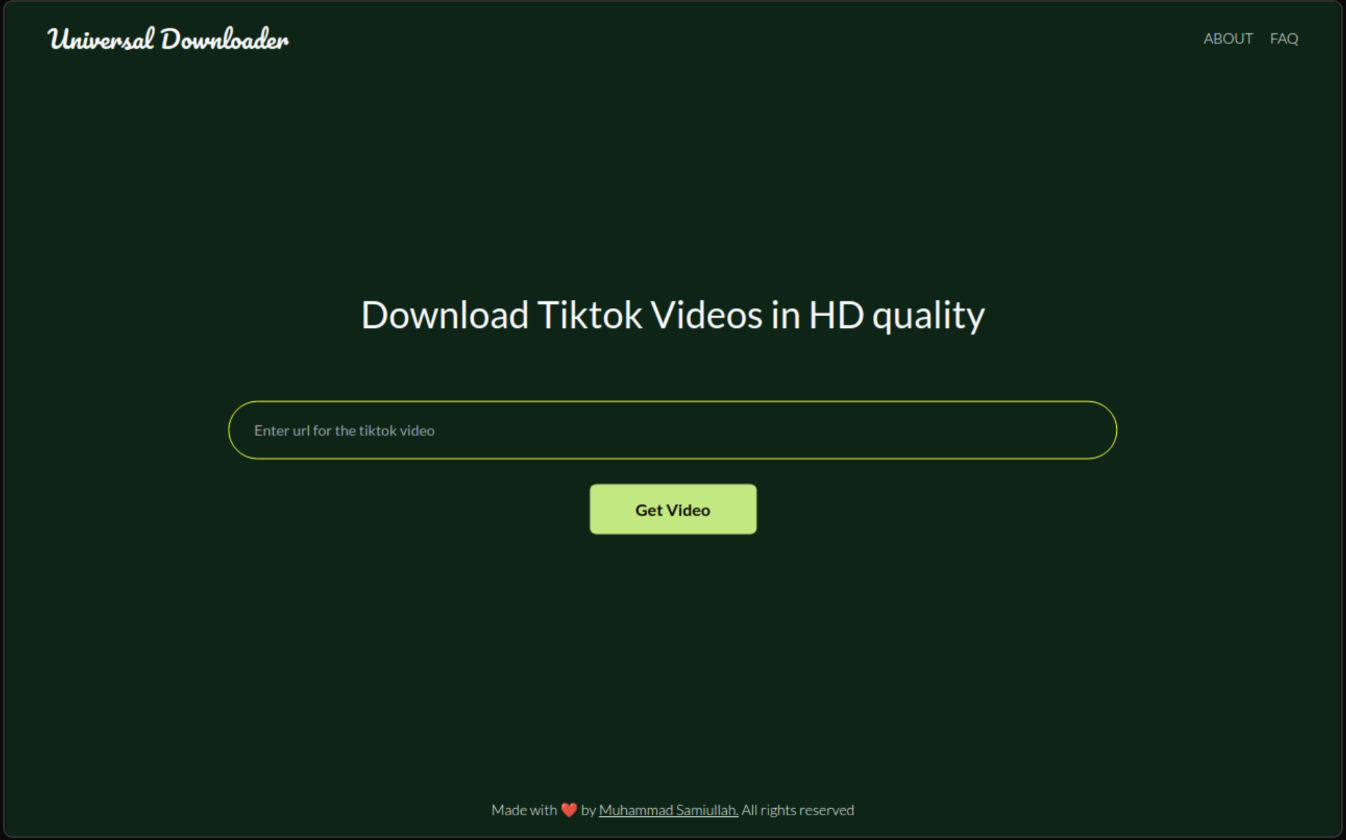 Universal Downloader
ABOUT FAQ
Download Tiktok Videos in HD quality
Enter url for the tiktok video
Get Video
Made with ❤️ by Muhammad Samiullah. All rights reserved